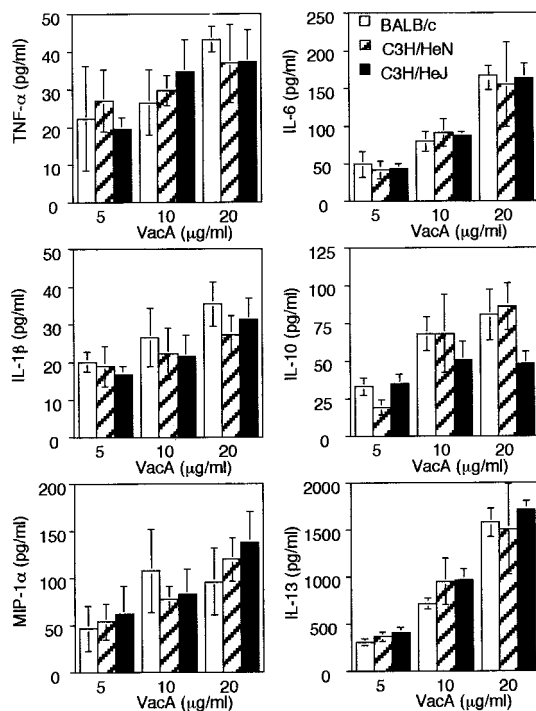 TNF-α (pg/ml)
50
40
30
20
10
0
5 10 20
VacA (μg/ml)
IL-6 (pg/ml)
250
200
150
100
50
0
BALB/c
C3H/HeN
C3H/HeJ
5 10 20
VacA (μg/ml)
IL-1β (pg/ml)
50
40
30
20
10
0
5 10 20
VacA (μg/ml)
IL-10 (pg/ml)
125
100
75
50
25
0
5 10 20
VacA (μg/ml)
MIP-1α (pg/ml)
200
150
100
50
0
5 10 20
VacA (μg/ml)
IL-13 (pg/ml)
2000
1500
1000
500
0
5 10 20
VacA (μg/ml)